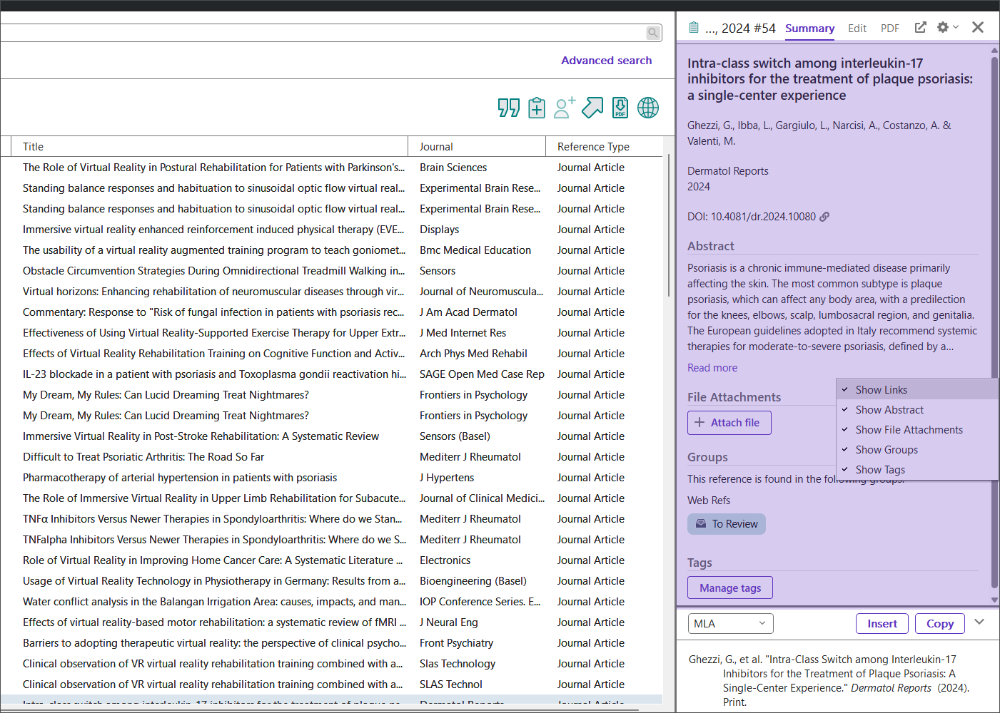 Advanced search
Title Journal Reference Type
The Role of Virtual Reality in Postural Rehabilitation for Patients with Parkinson's... Brain Sciences Journal Article
Standing balance responses and habituation to sinusoidal optic flow virtual real... Experimental Brain Rese... Journal Article
Standing balance responses and habituation to sinusoidal optic flow virtual real... Experimental Brain Rese... Journal Article
Immersive virtual reality enhanced reinforcement induced physical therapy (EVE... Displays Journal Article
The usability of a virtual reality augmented training program to teach goniomet... Bmc Medical Education Journal Article
Obstacle Circumvention Strategies During Omnidirectional Treadmill Walking in... Sensors Journal Article
Virtual horizons: Enhancing rehabilitation of neuromuscular diseases through vir... Journal of Neuromuscula... Journal Article
Commentary: Response to "Risk of fungal infection in patients with psoriasis rec... J Am Acad Dermatol Journal Article
Effectiveness of Using Virtual Reality-Supported Exercise Therapy for Upper Extr... J Med Internet Res Journal Article
Effects of Virtual Reality Rehabilitation Training on Cognitive Function and Activ... Arch Phys Med Rehabil Journal Article
IL-23 blockade in a patient with psoriasis and Toxoplasma gondii reactivation hi... SAGE Open Med Case Rep Journal Article
My Dream, My Rules: Can Lucid Dreaming Treat Nightmares? Frontiers in Psychology Journal Article
My Dream, My Rules: Can Lucid Dreaming Treat Nightmares? Frontiers in Psychology Journal Article
Immersive Virtual Reality in Post-Stroke Rehabilitation: A Systematic Review Sensors (Basel) Journal Article
Difficult to Treat Psoriatic Arthritis: The Road So Far Mediterr J Rheumatol Journal Article
Pharmacotherapy of arterial hypertension in patients with psoriasis J Hypertens Journal Article
The Role of Immersive Virtual Reality in Upper Limb Rehabilitation for Subacute... Journal of Clinical Medici... Journal Article
TNFα Inhibitors Versus Newer Therapies in Spondyloarthritis: Where do we Stan... Mediterr J Rheumatol Journal Article
TNFalpha Inhibitors Versus Newer Therapies in Spondyloarthritis: Where do we S... Mediterr J Rheumatol Journal Article
Role of Virtual Reality in Improving Home Cancer Care: A Systematic Literature ... Electronics Journal Article
Usage of Virtual Reality Technology in Physiotherapy in Germany: Results from a... Bioengineering (Basel) Journal Article
Water conflict analysis in the Balangan Irrigation Area: causes, impacts, and man... IOP Conference Series. E... Journal Article
Effects of virtual reality-based motor rehabilitation: a systematic review of fMRI ... J Neural Eng Journal Article
Barriers to adopting therapeutic virtual reality: the perspective of clinical psycho... Front Psychiatry Journal Article
Clinical observation of VR virtual reality rehabilitation training combined with a... Slas Technology Journal Article
Clinical observation of VR virtual reality rehabilitation training combined with a... SLAS Technol Journal Article
Intra-class switch among interleukin-17 inhibitors for the treatment of plaque ps... Dermatol Reports Journal Article
..., 2024 #54 Summary Edit PDF
Intra-class switch among interleukin-17
inhibitors for the treatment of plaque psoriasis:
a single-center experience
Ghezzi, G., Ibba, L., Gargiulo, L., Narcisi, A., Costanzo, A. &
Valenti, M.
Dermatol Reports
2024
DOI: 10.4081/dr.2024.10080
Abstract
Psoriasis is a chronic immune-mediated disease primarily
affecting the skin. The most common subtype is plaque
psoriasis, which can affect any body area, with a predilection
for the knees, elbows, scalp, lumbosacral region, and genitalia.
The European guidelines adopted in Italy recommend systemic
therapies for moderate-to-severe psoriasis, defined by a...
Read more
File Attachments
Attach file
Show Links
Show Abstract
Show File Attachments
Show Groups
Show Tags
Groups
This reference is found in the following groups:
Web Refs
To Review
Tags
Manage tags
MLA Insert Copy
Ghezzi, G., et al. "Intra-Class Switch among Interleukin-17
Inhibitors for the Treatment of Plaque Psoriasis: A
Single-Center Experience." Dermatol Reports (2024).
Print.